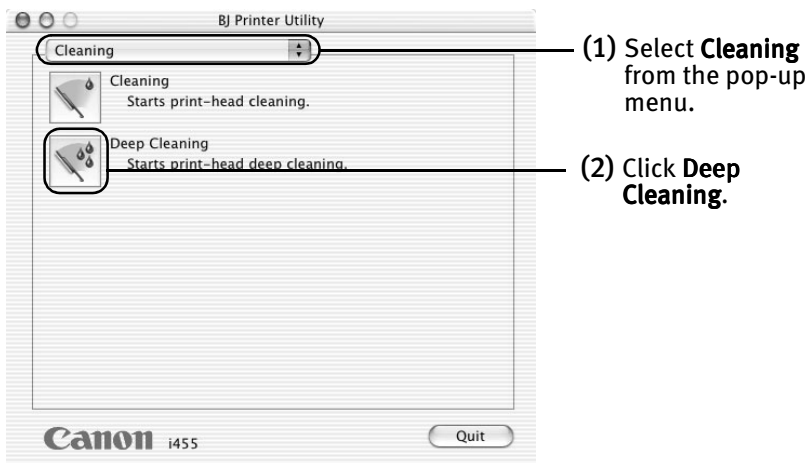 BJ Printer Utility
Cleaning
Cleaning
Starts print-head cleaning.
Deep Cleaning
Starts print-head deep cleaning.
Canon i455
Quit
(1) Select Cleaning
from the pop-up
menu.
(2) Click Deep
Cleaning.